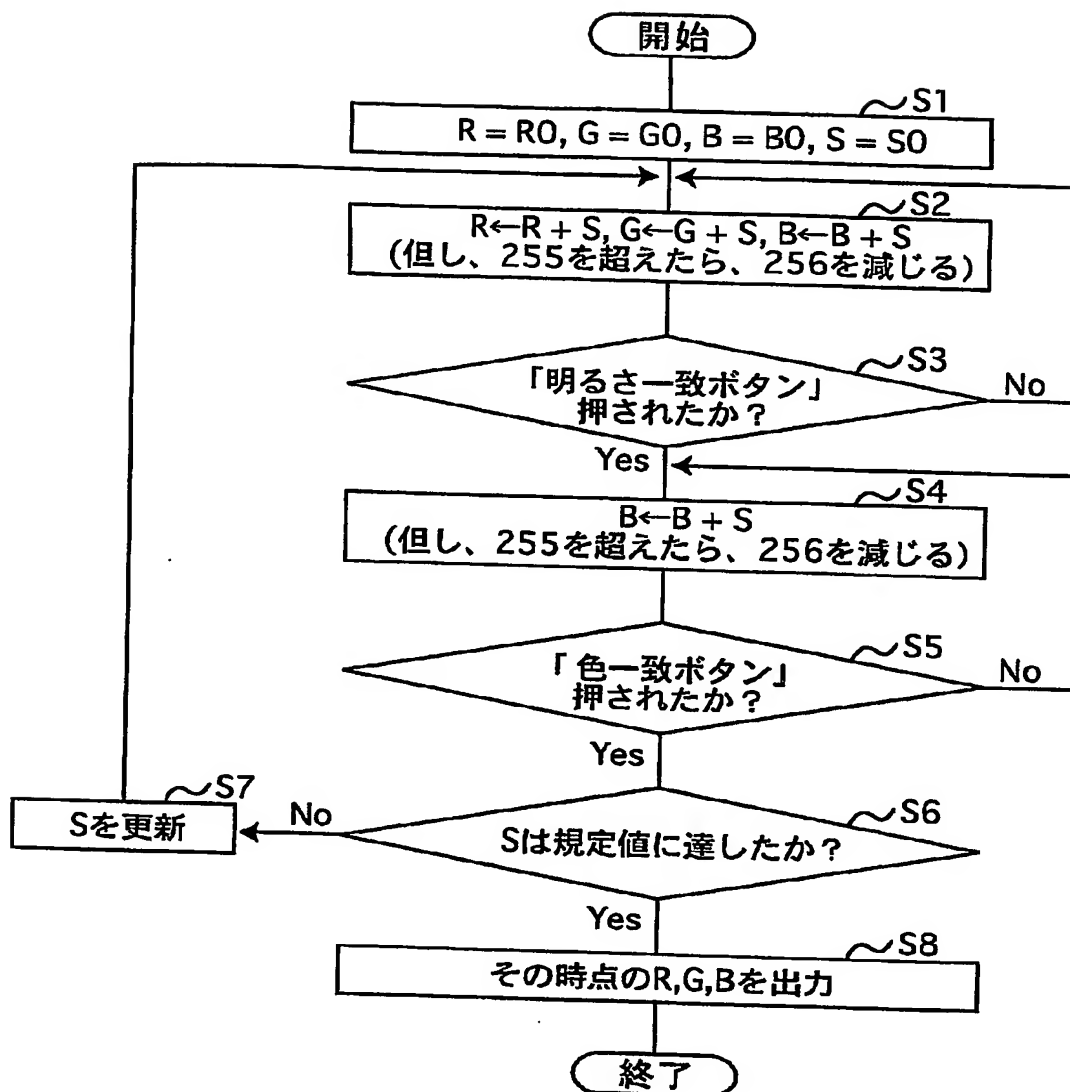 開始
S1
R = R0, G = G0, B = B0, S = S0
S2
R←R + S, G←G + S, B←B + S
(但し、255を超えたら、256を減じる)
S3
「明るさ一致ボタン」
押されたか?
No
Yes
S4
B←B + S
(但し、255を超えたら、256を減じる)
S5
「色一致ボタン」
押されたか?
No
Yes
S7
Sを更新
No
S6
Sは規定値に達したか?
Yes
S8
その時点のR,G,Bを出力
終了